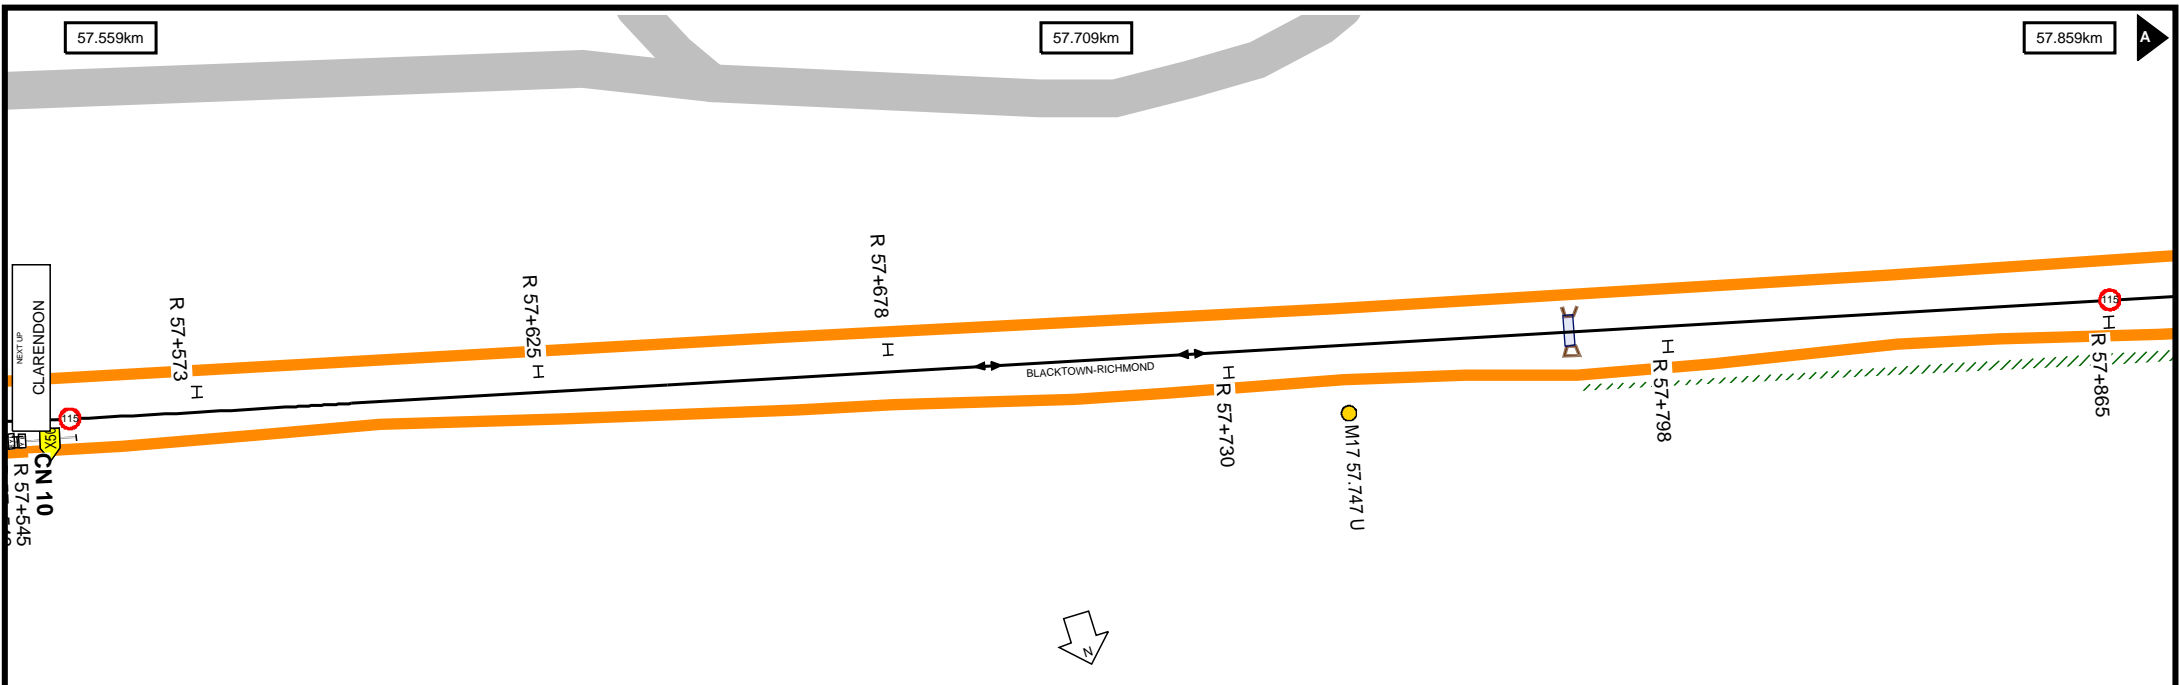 57.559km
57.709km
57.859km
A
NEXT UP
CLARENDON
R 57+573
R 57+625
R 57+678
115
115
BLACKTOWN-RICHMOND
R 57+730
R 57+798
R 57+865
M17 57.747 U
CN 10
R 57+545
N